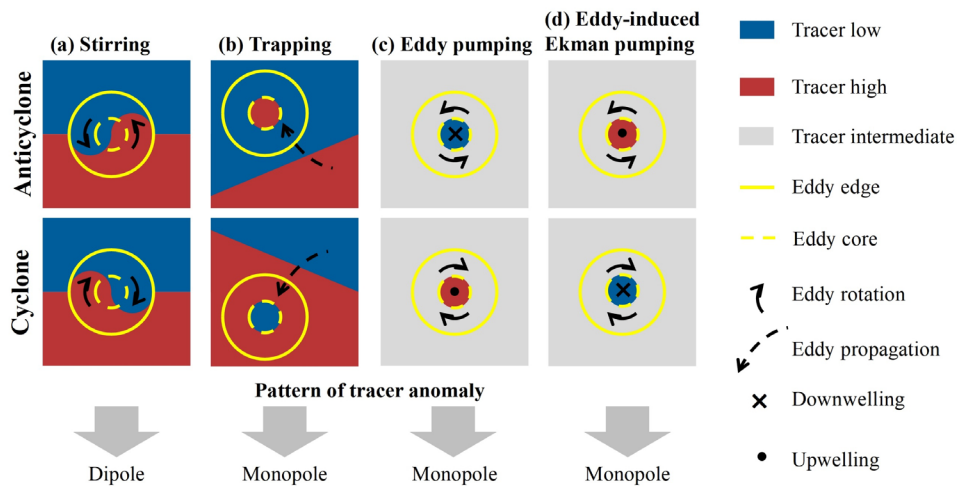 (a) Stirring
(b) Trapping
(c) Eddy pumping
(d) Eddy-induced
Ekman pumping
Anticyclone
Cyclone
Pattern of tracer anomaly
Dipole
Monopole
Monopole
Monopole
Tracer low
Tracer high
Tracer intermediate
Eddy edge
Eddy core
Eddy rotation
Eddy propagation
Downwelling
Upwelling